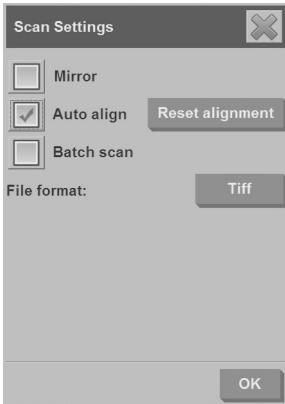 Scan Settings
Mirror
Auto align Reset alignment
Batch scan
File format: Tiff
OK